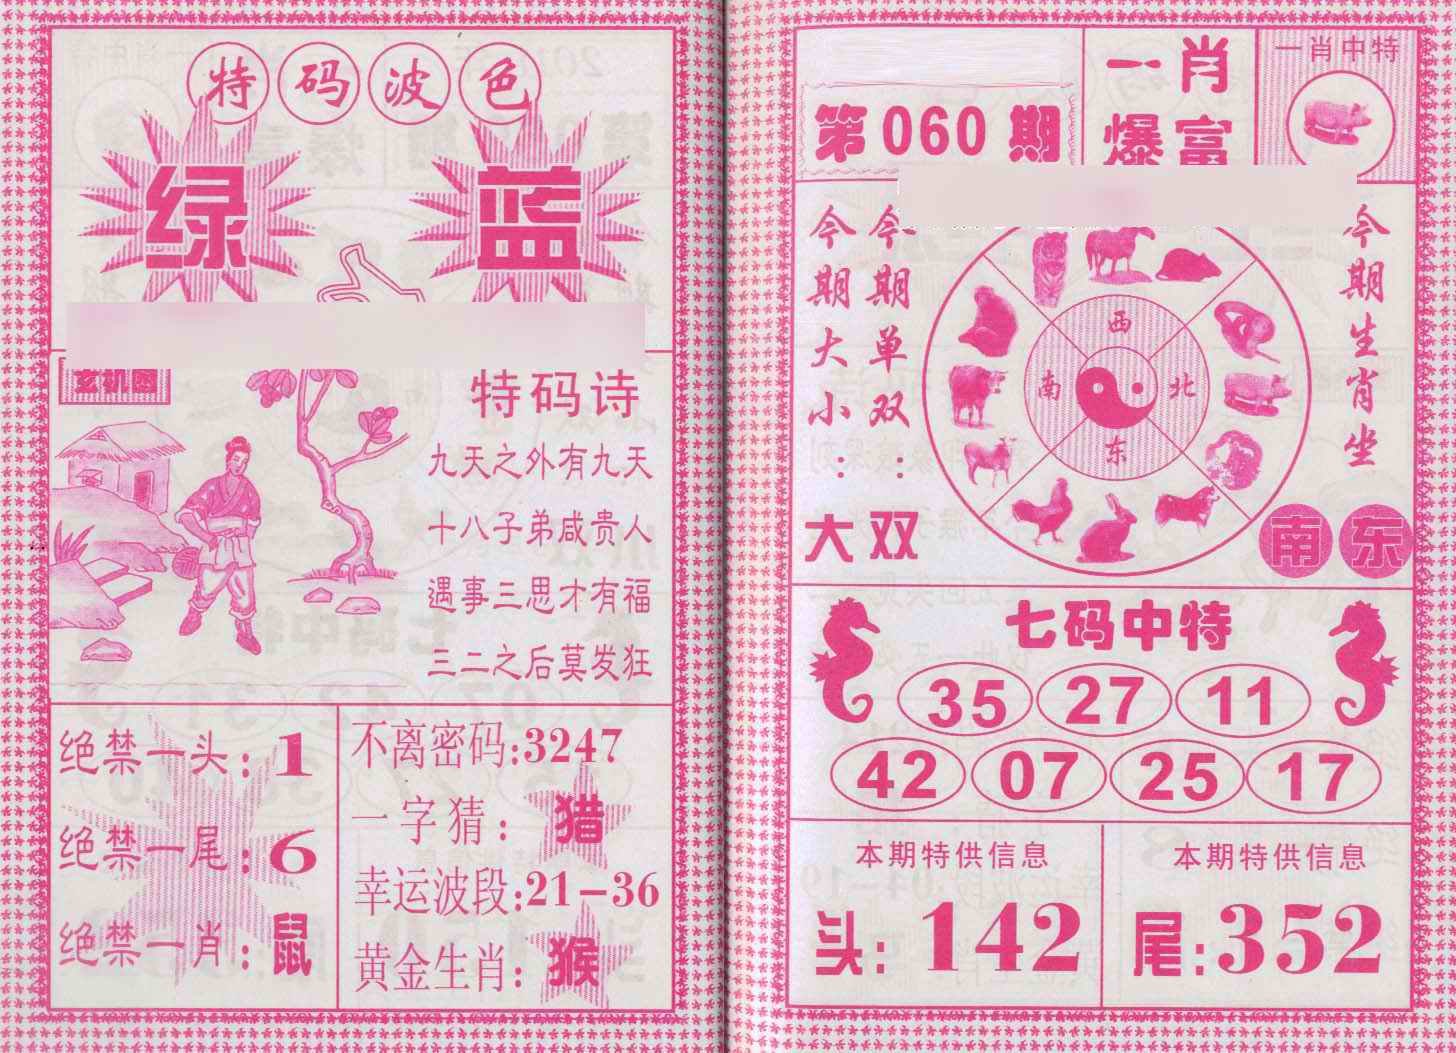 特码波色
绿 蓝
玄机图
特码诗
九天之外有九天
十八子弟咸贵人
遇事三思才有福
三二之后莫发狂
绝禁一头：1
绝禁一尾：6
绝禁一肖：鼠
不离密码：3247
一字猜：猎
幸运波段：21-36
黄金生肖：猴
第060期
一肖
爆富
一肖中特
今期大小：大
今期单双：双
西
南 北
东
今期生肖坐
南 东
七码中特
35 27 11
42 07 25 17
本期特供信息
头：142
本期特供信息
尾：352